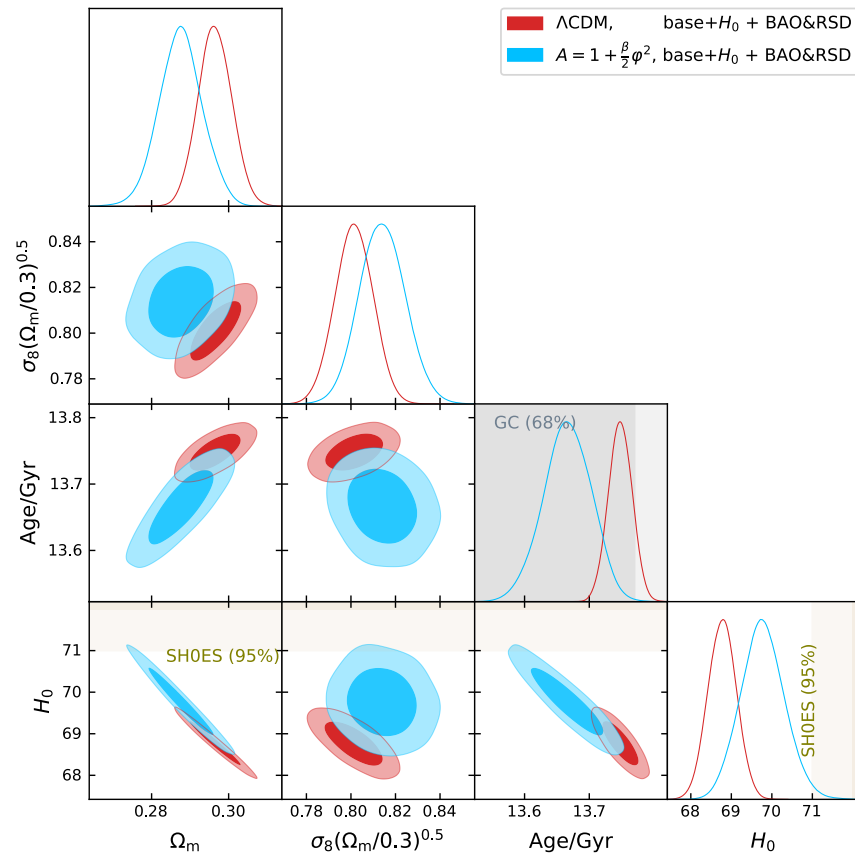 ΛCDM, base+H₀ + BAO&RSD
A = 1 + β/2 φ², base+H₀ + BAO&RSD
0.84
0.82
0.80
0.78
σ₈(Ωₘ/0.3)⁰·⁵
13.8
13.7
13.6
Age/Gyr
GC (68%)
71
70
69
68
H₀
SH0ES (95%)
SH0ES (95%)
0.28 0.30
0.78 0.80 0.82 0.84
13.6 13.7
68 69 70 71
Ωₘ
σ₈(Ωₘ/0.3)⁰·⁵
Age/Gyr
H₀